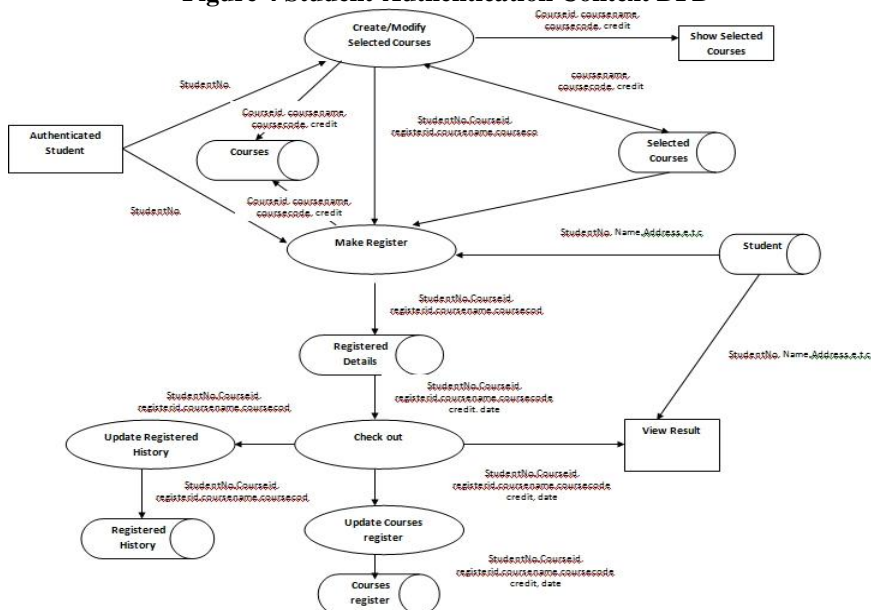 Figure 4 Student Authentication Context DFD
Create/Modify
Selected Courses
Courseid, coursename,
coursecode, credit
Show Selected
Courses
StudentNo.
Courseid, coursename,
coursecode, credit
StudentNo.Courseid.
registerid.coursename.courseco
coursename,
coursecode, credit
Authenticated
Student
Courses
Selected
Courses
StudentNo.
Courseid, coursename,
coursecode, credit
Make Register
StudentNo, Name,Address,e.t.c
Student
StudentNo.Courseid.
registerid.coursename.coursecod
Registered
Details
StudentNo, Name,Address,e.t.c
StudentNo.Courseid.
registerid.coursename.coursecod
StudentNo.Courseid.
registerid.coursename.coursecode
credit. date
Update Registered
History
Check out
View Result
StudentNo.Courseid.
registerid.coursename.coursecod
StudentNo.Courseid.
registerid.coursename.coursecode
credit, date
Registered
History
Update Courses
register
StudentNo.Courseid.
registerid.coursename.coursecode
credit, date
Courses
register